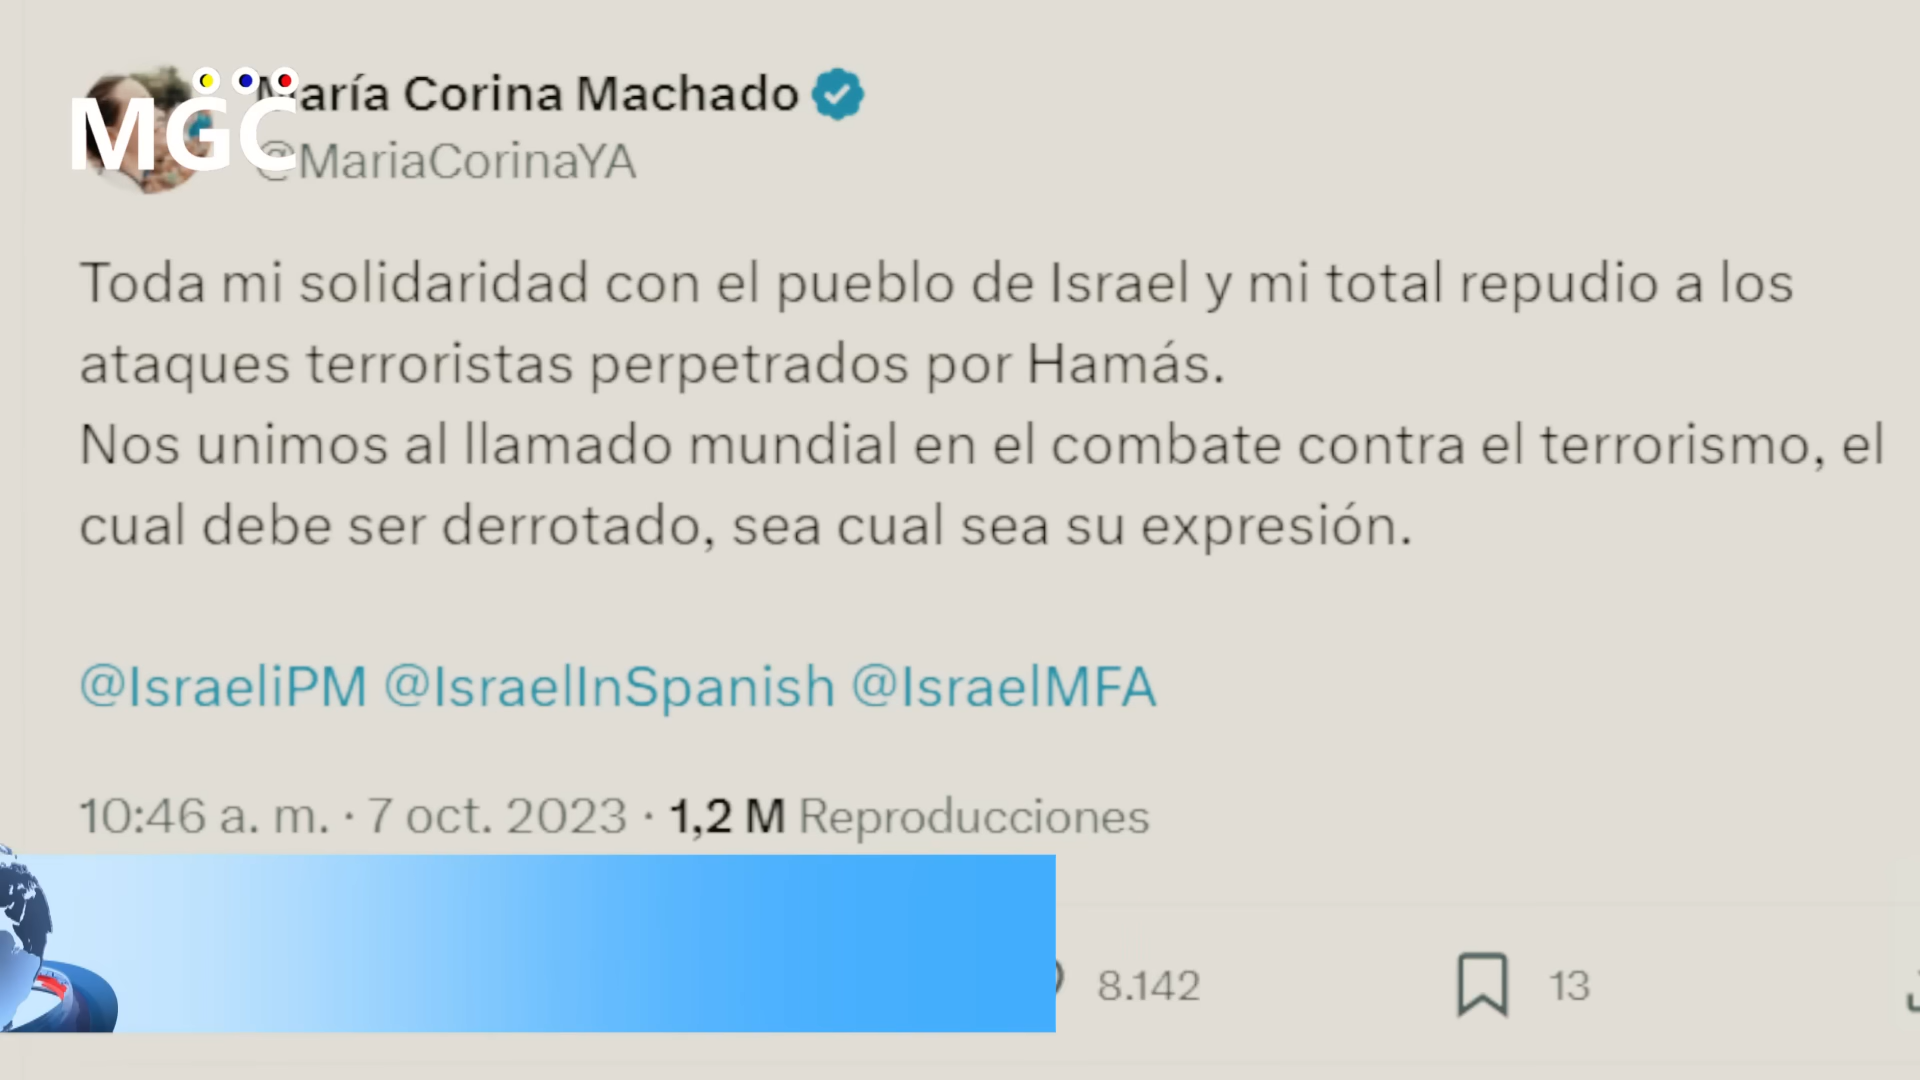 MGC
María Corina Machado
@MariaCorinaYA
Toda mi solidaridad con el pueblo de Israel y mi total repudio a los
ataques terroristas perpetrados por Hamás.
Nos unimos al llamado mundial en el combate contra el terrorismo, el
cual debe ser derrotado, sea cual sea su expresión.
@IsraeliPM @IsraelInSpanish @IsraelMFA
10:46 a. m. · 7 oct. 2023 · 1,2 M Reproducciones
8.142 13